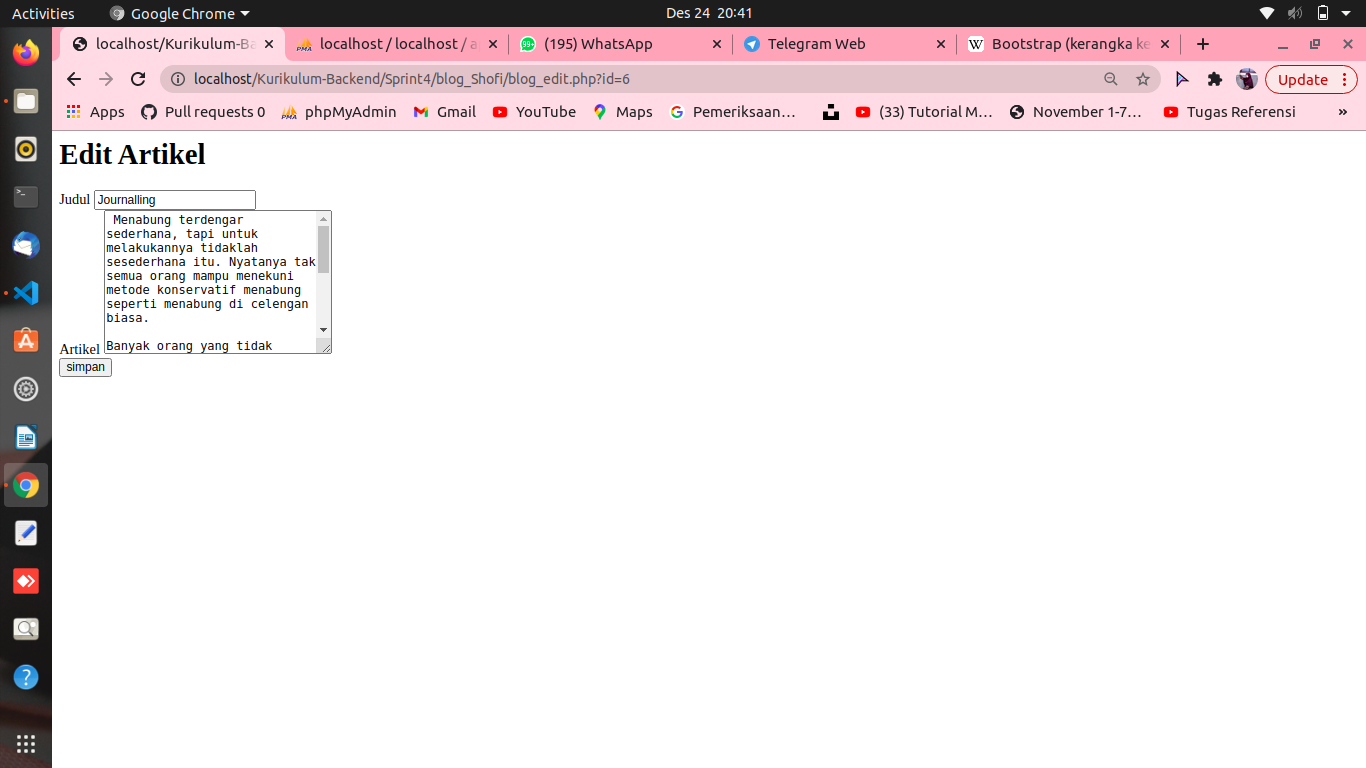 Activities Google Chrome Des 24 20:41
localhost/Kurikulum-Ba localhost / localhost / a (195) WhatsApp Telegram Web Bootstrap (kerangka ke
localhost/Kurikulum-Backend/Sprint4/blog_Shofi/blog_edit.php?id=6 Update
Apps Pull requests 0 phpMyAdmin Gmail YouTube Maps Pemeriksaan… (33) Tutorial M… November 1-7… Tugas Referensi »
Edit Artikel
Judul Journalling
Menabung terdengar
sederhana, tapi untuk
melakukannya tidaklah
sesederhana itu. Nyatanya tak
semua orang mampu menekuni
metode konservatif menabung
seperti menabung di celengan
biasa.
Banyak orang yang tidak
Artikel
simpan